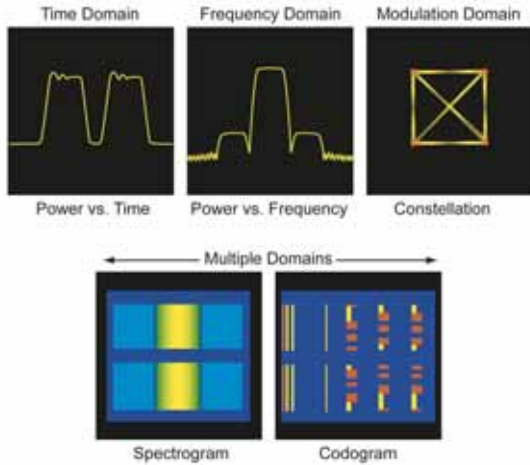 Time Domain
Frequency Domain
Modulation Domain
Power vs. Time
Power vs. Frequency
Constellation
Multiple Domains
Spectrogram
Codogram